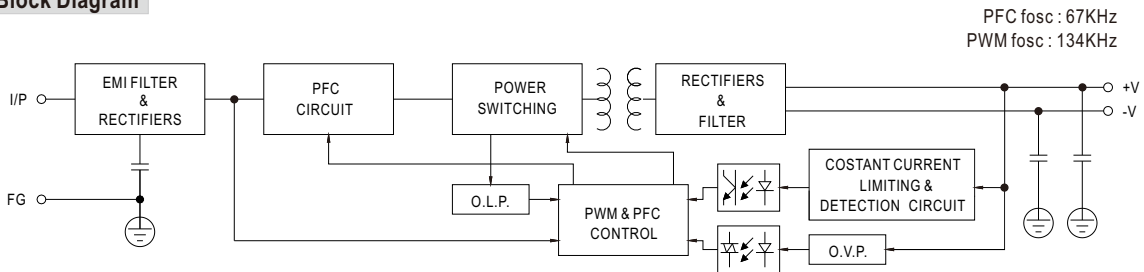 Block Diagram
PFC fosc : 67KHz
PWM fosc : 134KHz
I/P
EMI FILTER
&
RECTIFIERS
PFC
CIRCUIT
POWER
SWITCHING
RECTIFIERS
&
FILTER
+V
-V
FG
O.L.P.
PWM & PFC
CONTROL
COSTANT CURRENT
LIMITING &
DETECTION CIRCUIT
O.V.P.